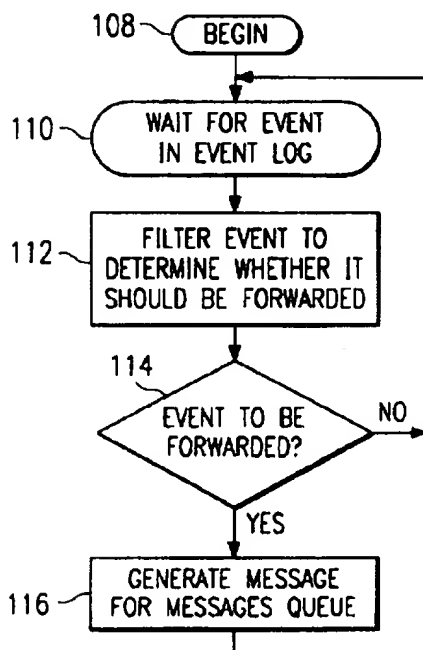 108
BEGIN
110
WAIT FOR EVENT
IN EVENT LOG
112
FILTER EVENT TO
DETERMINE WHETHER IT
SHOULD BE FORWARDED
114
EVENT TO BE
FORWARDED?
NO
YES
116
GENERATE MESSAGE
FOR MESSAGES QUEUE